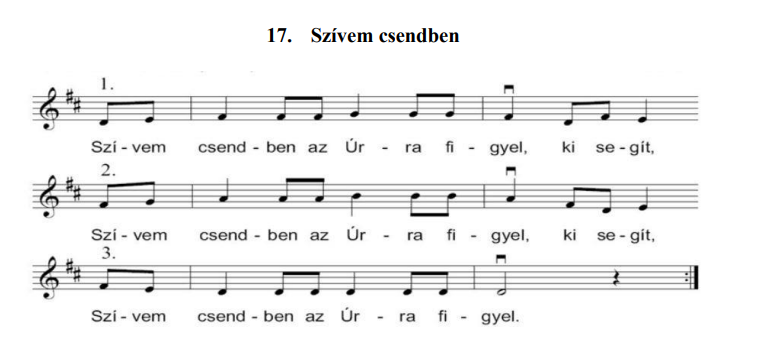 17. Szívem csendben
1.
Szí - vem csend - ben az Úr - ra fi - gyel, ki se - gít,
2.
Szí - vem csend - ben az Úr - ra fi - gyel, ki se - gít,
3.
Szí - vem csend - ben az Úr - ra fi - gyel.